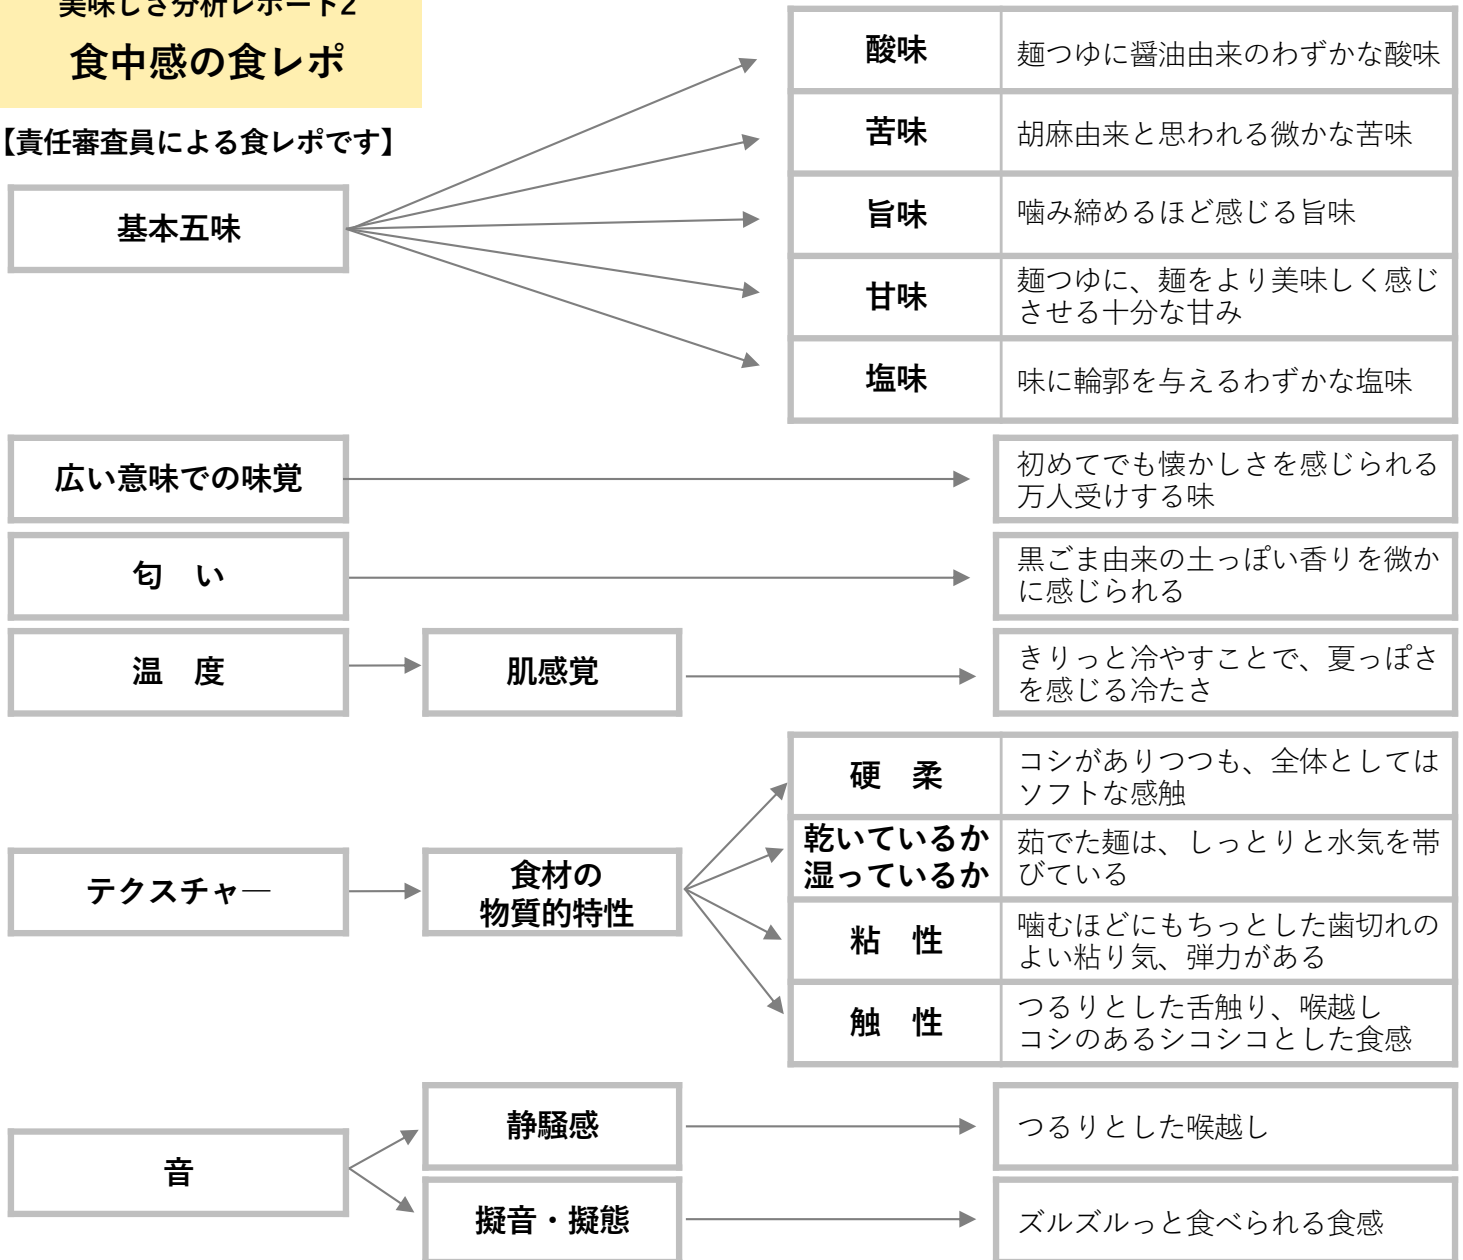 美味しさ分析レポート2
食中感の食レポ
【責任審査員による食レポです】
基本五味
酸味
麺つゆに醤油由来のわずかな酸味
苦味
胡麻由来と思われる微かな苦味
旨味
噛み締めるほど感じる旨味
甘味
麺つゆに、麺をより美味しく感じ
させる十分な甘み
塩味
味に輪郭を与えるわずかな塩味
広い意味での味覚
初めてでも懐かしさを感じられる
万人受けする味
匂　い
黒ごま由来の土っぽい香りを微か
に感じられる
温　度
肌感覚
きりっと冷やすことで、夏っぽさ
を感じる冷たさ
テクスチャ―
食材の
物質的特性
硬　柔
コシがありつつも、全体としては
ソフトな感触
乾いているか
湿っているか
茹でた麺は、しっとりと水気を帯
びている
粘　性
噛むほどにもちっとした歯切れの
よい粘り気、弾力がある
触　性
つるりとした舌触り、喉越し
コシのあるシコシコとした食感
音
静騒感
つるりとした喉越し
擬音・擬態
ズルズルっと食べられる食感